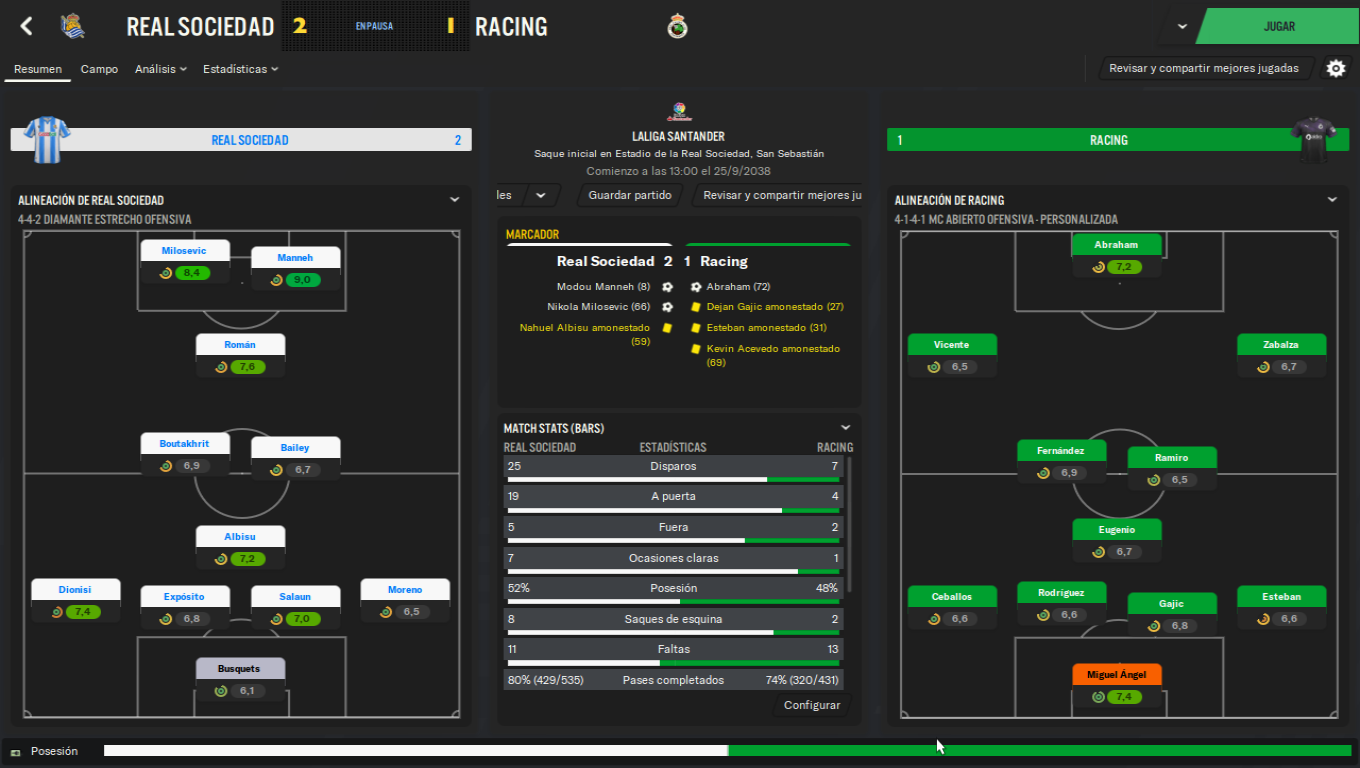 REAL SOCIEDAD 2 EN PAUSA 1 RACING
JUGAR
Resumen Campo Análisis Estadísticas
Revisar y compartir mejores jugadas
REAL SOCIEDAD 2
ALINEACIÓN DE REAL SOCIEDAD
4-4-2 DIAMANTE ESTRECHO OFENSIVA
Milosevic
8,4
Manneh
9,0
Román
7,6
Boutakhrit
6,9
Bailey
6,7
Albisu
7,2
Dionisi
7,4
Expósito
6,8
Salaun
7,0
Moreno
6,5
Busquets
6,1
LALIGA SANTANDER
Saque inicial en Estadio de la Real Sociedad, San Sebastián
Comienzo a las 13:00 el 25/9/2038
les
Guardar partido
Revisar y compartir mejores ju
MARCADOR
Real Sociedad 2 1 Racing
Modou Manneh (8) Abraham (72)
Nikola Milosevic (66) Dejan Gajic amonestado (27)
Nahuel Albisu amonestado (59) Esteban amonestado (31)
Kevin Acevedo amonestado (69)
MATCH STATS (BARS)
REAL SOCIEDAD ESTADÍSTICAS RACING
25 Disparos 7
19 A puerta 4
5 Fuera 2
7 Ocasiones claras 1
52% Posesión 48%
8 Saques de esquina 2
11 Faltas 13
80% (429/535) Pases completados 74% (320/431)
Configurar
1 RACING
ALINEACIÓN DE RACING
4-1-4-1 MC ABIERTO OFENSIVA - PERSONALIZADA
Abraham
7,2
Vicente
6,5
Zabalza
6,7
Fernández
6,9
Ramiro
6,5
Eugenio
6,7
Ceballos
6,6
Rodríguez
6,6
Gajic
6,8
Esteban
6,6
Miguel Ángel
7,4
Posesión